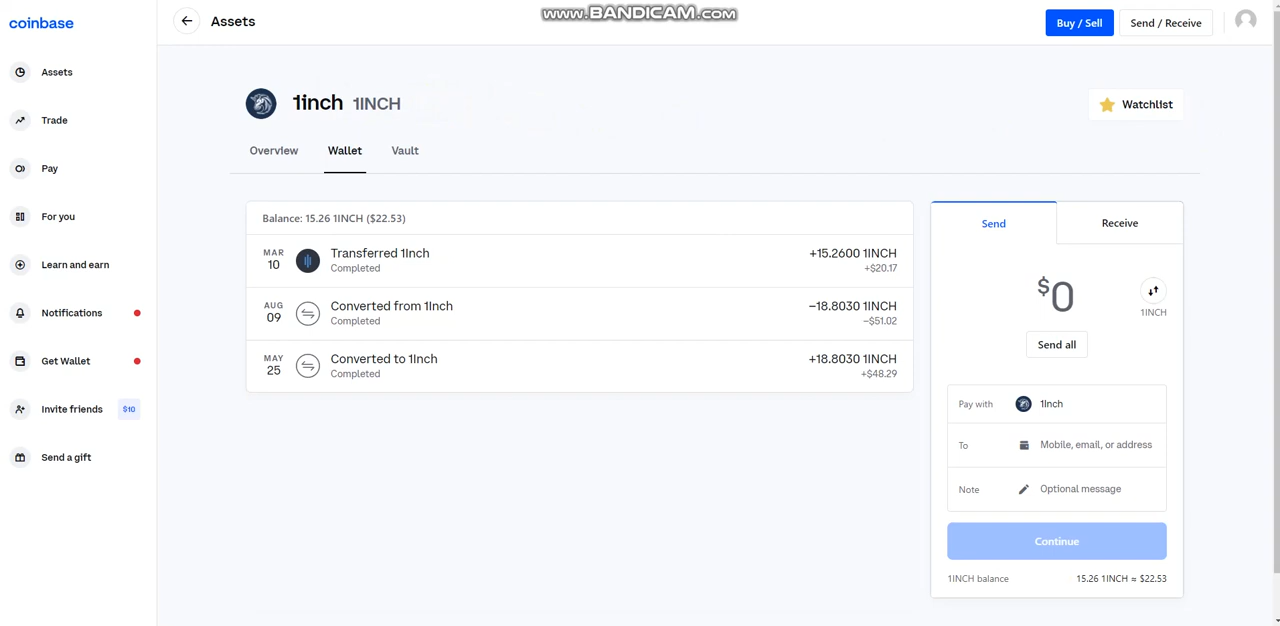 www.BANDICAM.com
coinbase
Assets
Buy / Sell
Send / Receive
Assets
Trade
Pay
For you
Learn and earn
Notifications
Get Wallet
Invite friends
$10
Send a gift
1inch 1INCH
Watchlist
Overview
Wallet
Vault
Balance: 15.26 1INCH ($22.53)
MAR
10
Transferred 1Inch
Completed
+15.2600 1INCH
+$20.17
AUG
09
Converted from 1Inch
Completed
−18.8030 1INCH
−$51.02
MAY
25
Converted to 1Inch
Completed
+18.8030 1INCH
+$48.29
Send
Receive
$0
1INCH
Send all
Pay with
1Inch
To
Mobile, email, or address
Note
Optional message
Continue
1INCH balance
15.26 1INCH ≈ $22.53